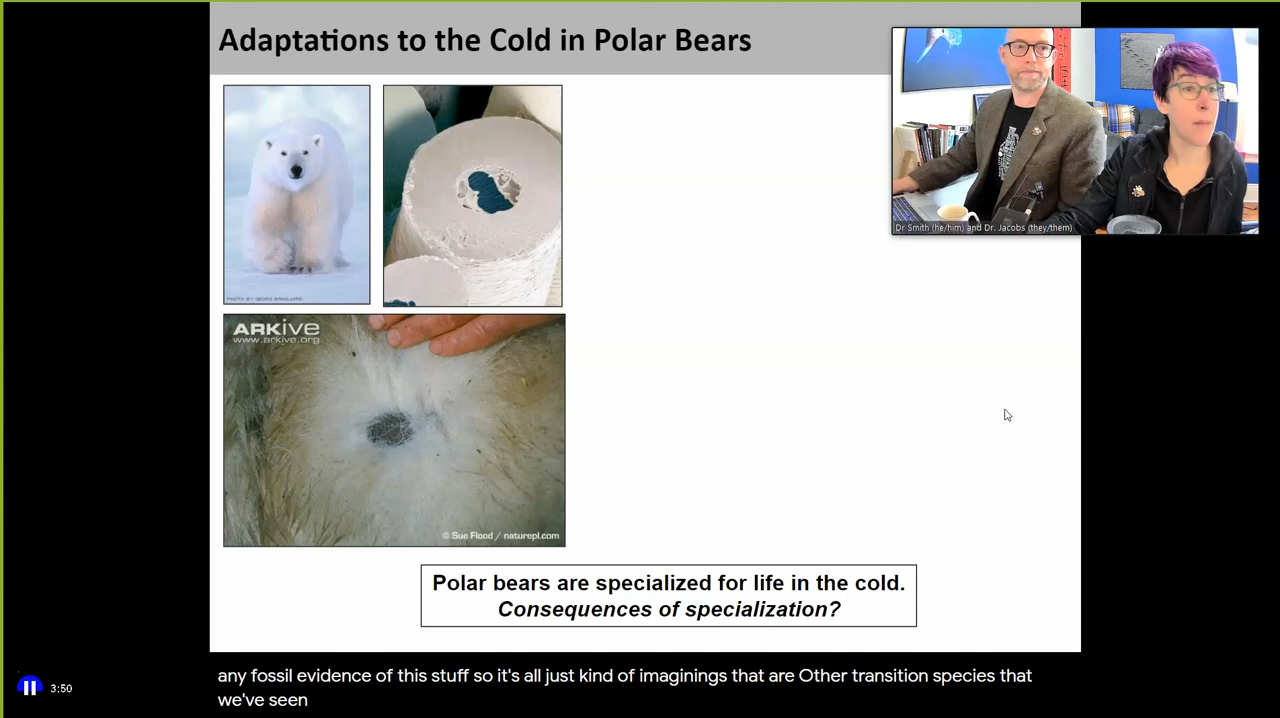 Adaptations to the Cold in Polar Bears
Dr Smith (he/him) and Dr. Jacobs (they/them)
ARKive
www.arkive.org
© Sue Flood / naturepl.com
Polar bears are specialized for life in the cold.
Consequences of specialization?
any fossil evidence of this stuff so it's all just kind of imaginings that are Other transition species that
we've seen
3:50